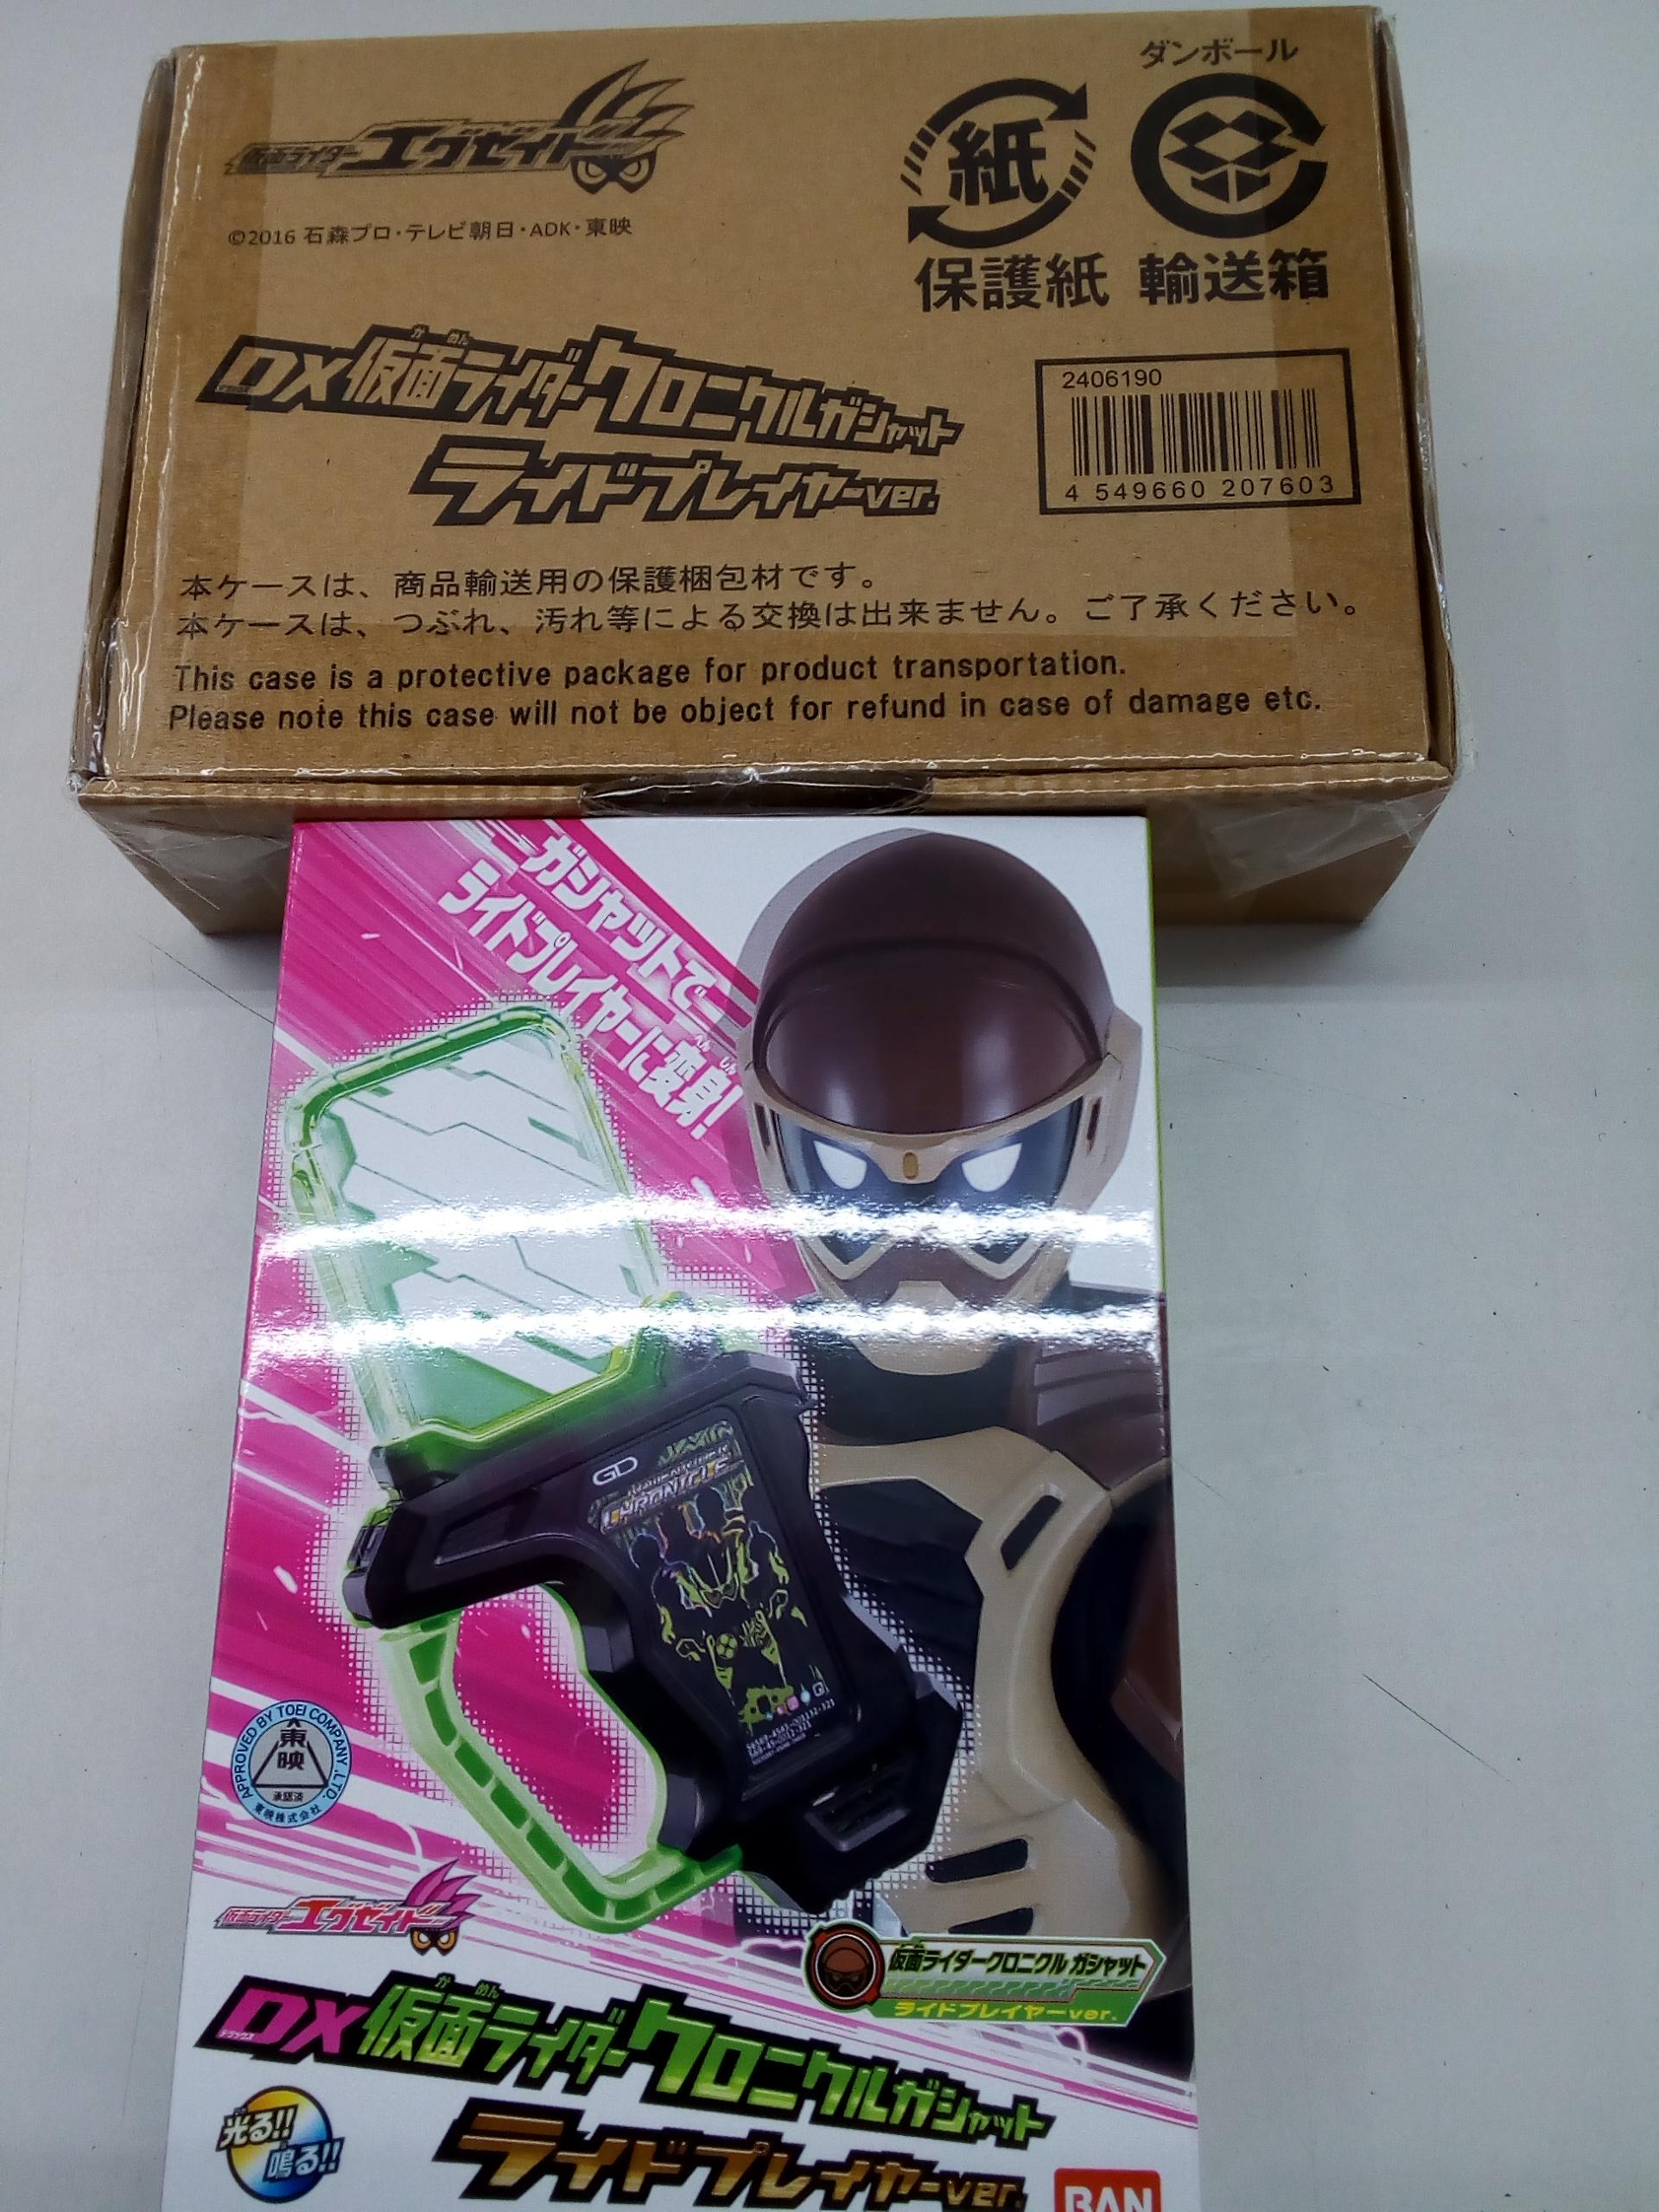 仮面ライダーエグゼイド
©2016 石森プロ・テレビ朝日・ADK・東映
ダンボール
紙
保護紙 輸送箱
DX仮面ライダークロニクルガシャット
ライドプレイヤーver.
2406190
4 549660 207603
本ケースは、商品輸送用の保護梱包材です。
本ケースは、つぶれ、汚れ等による交換は出来ません。ご了承ください。
This case is a protective package for product transportation.
Please note this case will not be object for refund in case of damage etc.
ガシャットで
ライドプレイヤーに変身!
GD
KAMEN RIDER
CHRONICLE
APPROVED BY TOEI COMPANY, LTD.
東映
承認済
東映株式会社
仮面ライダーエグゼイド
仮面ライダークロニクル ガシャット
ライドプレイヤーver.
DX仮面ライダークロニクルガシャット
ライドプレイヤーver.
光る!!
鳴る!!
BAN